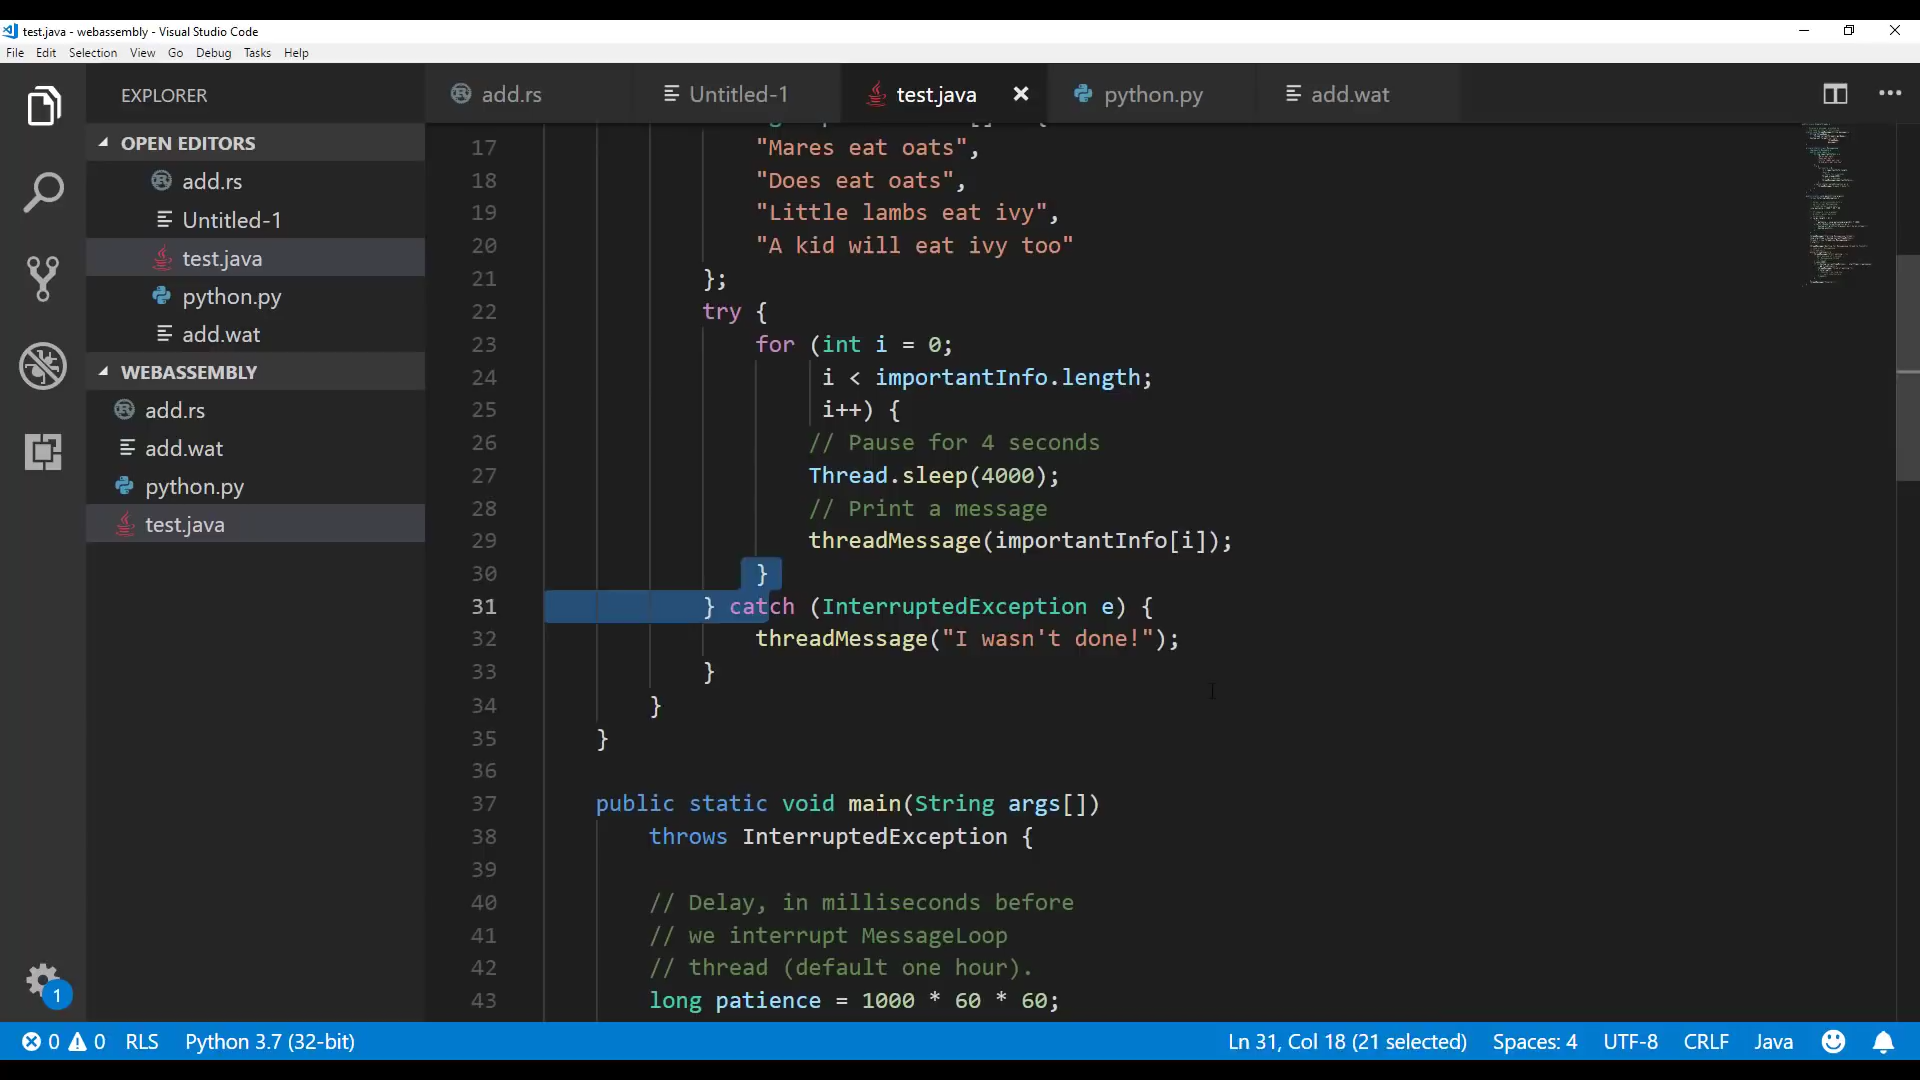 test.java - webassembly - Visual Studio Code
File Edit Selection View Go Debug Tasks Help
EXPLORER
OPEN EDITORS
add.rs
Untitled-1
test.java
python.py
add.wat
WEBASSEMBLY
add.rs
add.wat
python.py
test.java
1
add.rs Untitled-1 test.java python.py add.wat
17 "Mares eat oats",
18 "Does eat oats",
19 "Little lambs eat ivy",
20 "A kid will eat ivy too"
21 };
22 try {
23 for (int i = 0;
24 i < importantInfo.length;
25 i++) {
26 // Pause for 4 seconds
27 Thread.sleep(4000);
28 // Print a message
29 threadMessage(importantInfo[i]);
30 }
31 } catch (InterruptedException e) {
32 threadMessage("I wasn't done!");
33 }
34 }
35 }
36
37 public static void main(String args[])
38 throws InterruptedException {
39
40 // Delay, in milliseconds before
41 // we interrupt MessageLoop
42 // thread (default one hour).
43 long patience = 1000 * 60 * 60;
0 0 RLS Python 3.7 (32-bit) Ln 31, Col 18 (21 selected) Spaces: 4 UTF-8 CRLF Java